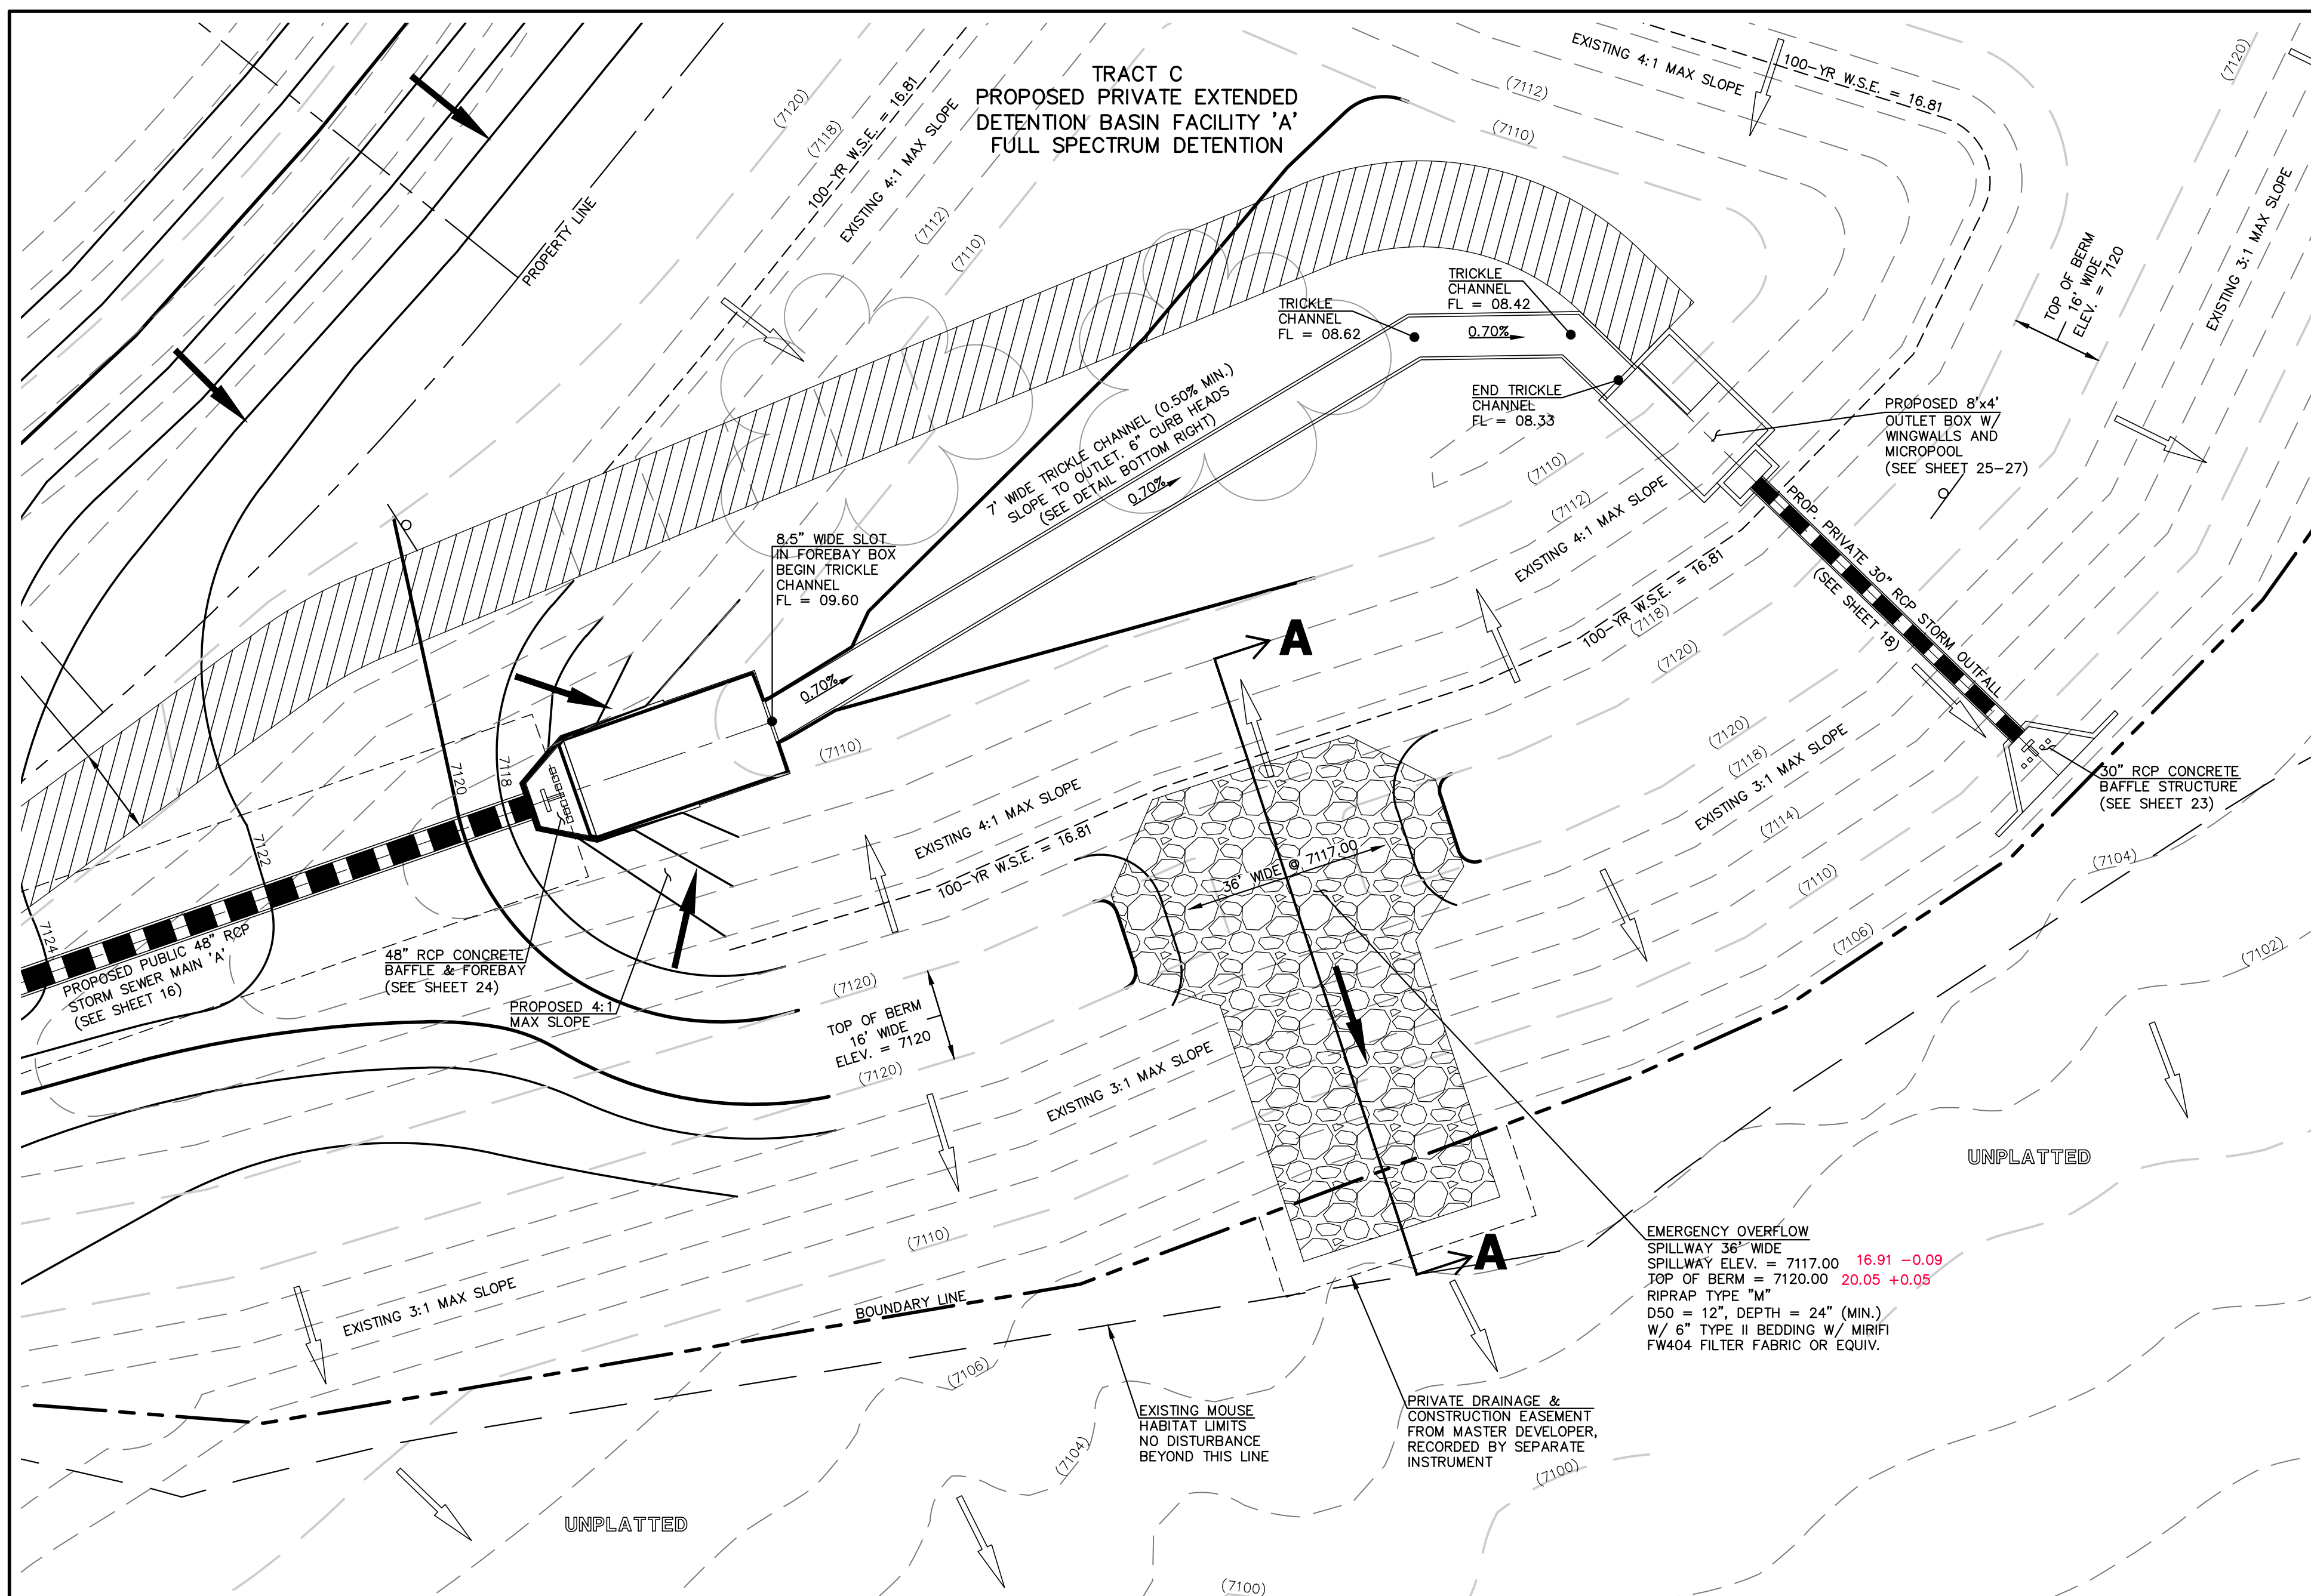 TRACT C
PROPOSED PRIVATE EXTENDED
DETENTION BASIN FACILITY 'A'
FULL SPECTRUM DETENTION
EXISTING 4:1 MAX SLOPE
100-YR W.S.E. = 16.81
(7120)
(7112)
(7110)
(7120)
(7118)
100-YR W.S.E. = 16.81
EXISTING 4:1 MAX SLOPE
(7112)
(7110)
PROPERTY LINE
TOP OF BERM
16' WIDE
ELEV. = 7120
EXISTING 3:1 MAX SLOPE
TRICKLE
CHANNEL
FL = 08.42
TRICKLE
CHANNEL
FL = 08.62
0.70%
END TRICKLE
CHANNEL
FL = 08.33
PROPOSED 8'x4'
OUTLET BOX W/
WINGWALLS AND
MICROPOOL
(SEE SHEET 25-27)
7' WIDE TRICKLE CHANNEL (0.50% MIN.)
SLOPE TO OUTLET. 6" CURB HEADS
(SEE DETAIL BOTTOM RIGHT)
0.70%
(7110)
(7112)
EXISTING 4:1 MAX SLOPE
100-YR W.S.E. = 16.81
(7118)
(7120)
PROP. PRIVATE 30" RCP STORM OUTFALL
(SEE SHEET 18)
8.5" WIDE SLOT
IN FOREBAY BOX
BEGIN TRICKLE
CHANNEL
FL = 09.60
0.70%
A
(7110)
7120
7118
7122
7124
(7120)
(7118)
EXISTING 3:1 MAX SLOPE
(7114)
(7110)
(7106)
(7104)
(7102)
30" RCP CONCRETE
BAFFLE STRUCTURE
(SEE SHEET 23)
EXISTING 4:1 MAX SLOPE
100-YR W.S.E. = 16.81
36' WIDE @ 7117.00
PROPOSED PUBLIC 48" RCP
STORM SEWER MAIN 'A'
(SEE SHEET 16)
48" RCP CONCRETE
BAFFLE & FOREBAY
(SEE SHEET 24)
PROPOSED 4:1
MAX SLOPE
(7120)
TOP OF BERM
16' WIDE
ELEV. = 7120
(7120)
EXISTING 3:1 MAX SLOPE
UNPLATTED
(7110)
EXISTING 3:1 MAX SLOPE
BOUNDARY LINE
A
EMERGENCY OVERFLOW
SPILLWAY 36' WIDE
SPILLWAY ELEV. = 7117.00 16.91 -0.09
TOP OF BERM = 7120.00 20.05 +0.05
RIPRAP TYPE "M"
D50 = 12", DEPTH = 24" (MIN.)
W/ 6" TYPE II BEDDING W/ MIRIFI
FW404 FILTER FABRIC OR EQUIV.
(7106)
(7104)
EXISTING MOUSE
HABITAT LIMITS
NO DISTURBANCE
BEYOND THIS LINE
PRIVATE DRAINAGE &
CONSTRUCTION EASEMENT
FROM MASTER DEVELOPER,
RECORDED BY SEPARATE
INSTRUMENT
(7100)
UNPLATTED
(7100)